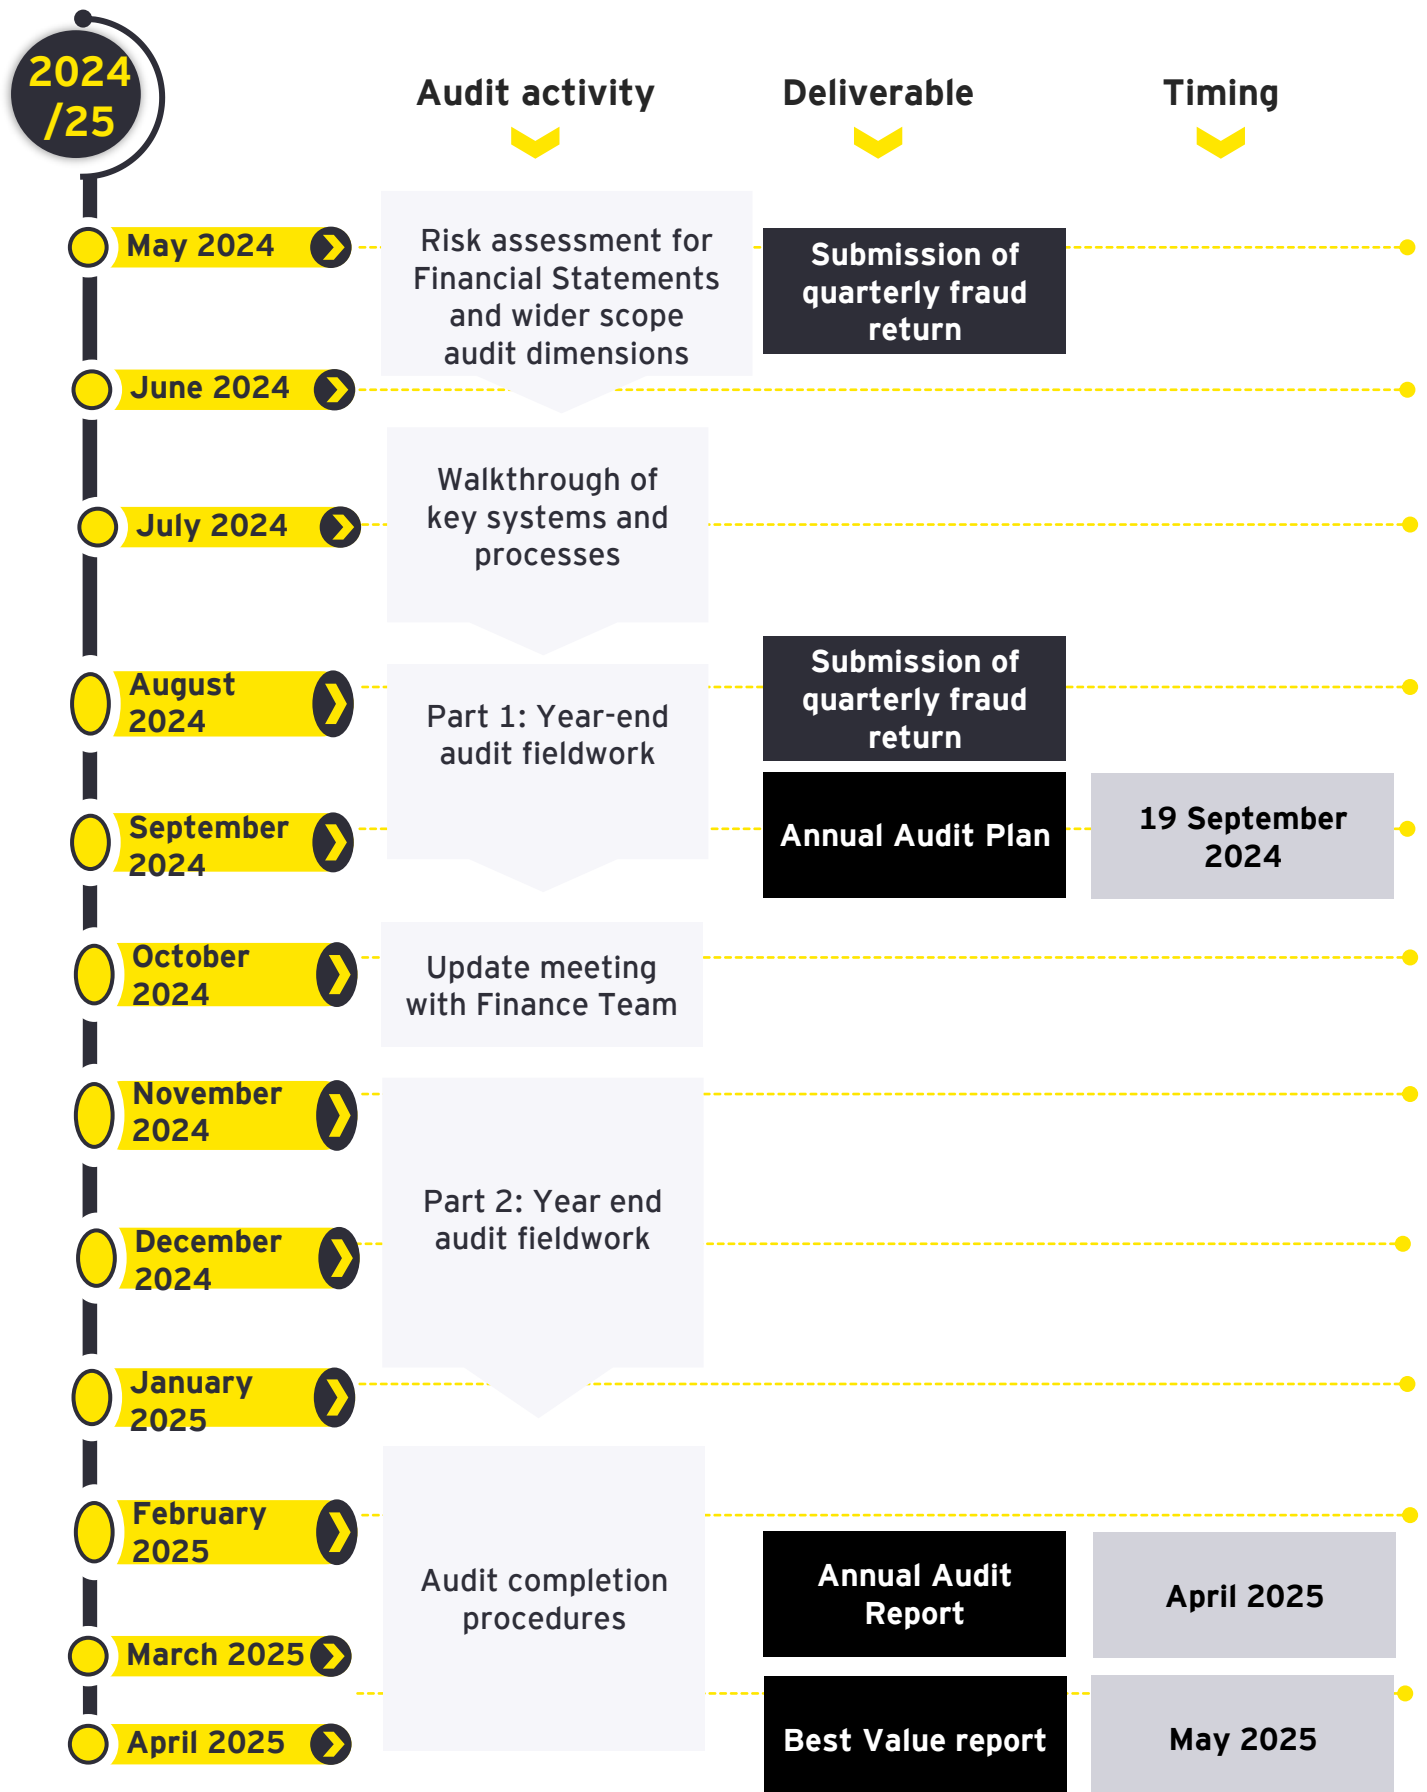 2024
/25
Audit activity
Deliverable
Timing
May 2024
Risk assessment for
Financial Statements
and wider scope
audit dimensions
Submission of
quarterly fraud
return
June 2024
July 2024
Walkthrough of
key systems and
processes
August
2024
Part 1: Year-end
audit fieldwork
Submission of
quarterly fraud
return
September
2024
Annual Audit Plan
19 September
2024
October
2024
Update meeting
with Finance Team
November
2024
Part 2: Year end
audit fieldwork
December
2024
January
2025
February
2025
Audit completion
procedures
Annual Audit
Report
April 2025
March 2025
April 2025
Best Value report
May 2025